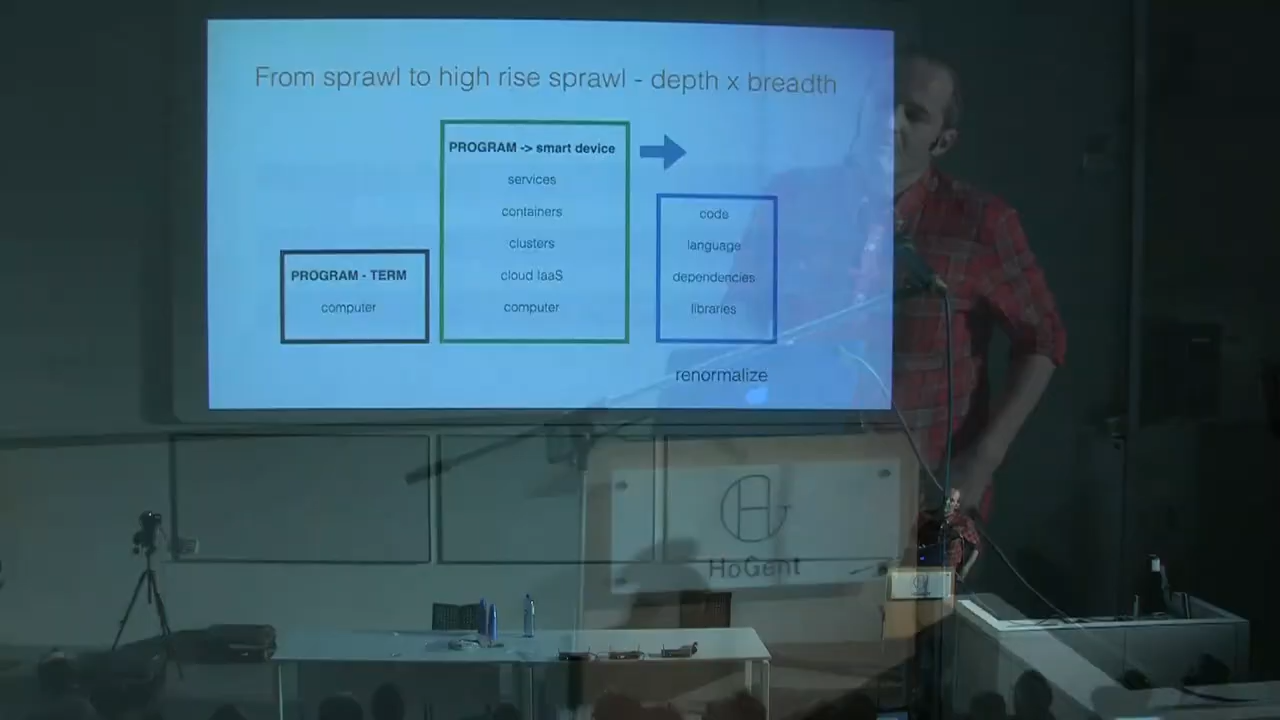 From sprawl to high rise sprawl - depth x breadth
PROGRAM - TERM
computer
PROGRAM -> smart device
services
containers
clusters
cloud IaaS
computer
code
language
dependencies
libraries
renormalize
HoGent